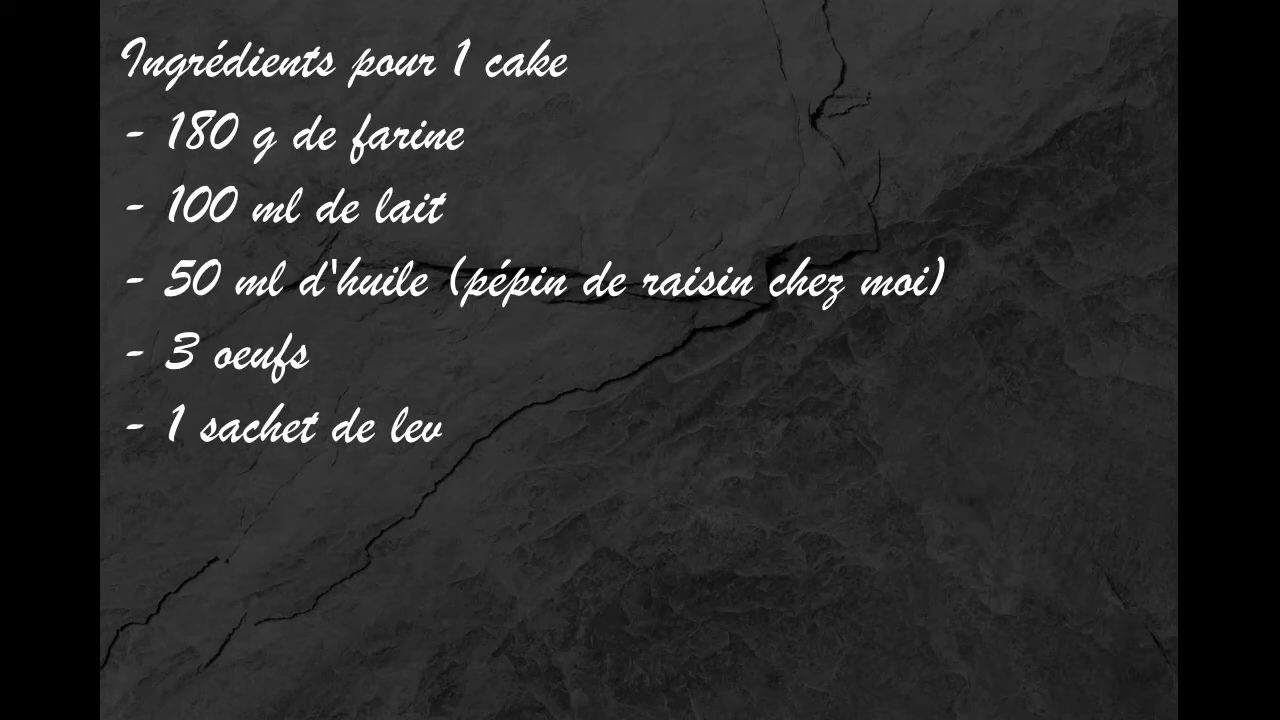 Ingrédients pour 1 cake
- 180 g de farine
- 100 ml de lait
- 50 ml d'huile (pépin de raisin chez moi)
- 3 oeufs
- 1 sachet de lev